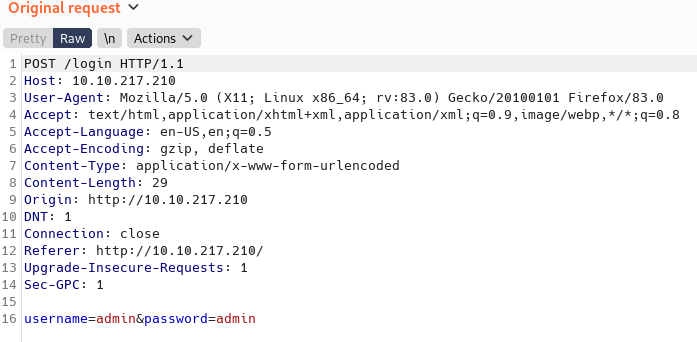 Original request
Pretty Raw \n Actions
1 POST /login HTTP/1.1
2 Host: 10.10.217.210
3 User-Agent: Mozilla/5.0 (X11; Linux x86_64; rv:83.0) Gecko/20100101 Firefox/83.0
4 Accept: text/html,application/xhtml+xml,application/xml;q=0.9,image/webp,*/*;q=0.8
5 Accept-Language: en-US,en;q=0.5
6 Accept-Encoding: gzip, deflate
7 Content-Type: application/x-www-form-urlencoded
8 Content-Length: 29
9 Origin: http://10.10.217.210
10 DNT: 1
11 Connection: close
12 Referer: http://10.10.217.210/
13 Upgrade-Insecure-Requests: 1
14 Sec-GPC: 1
15
16 username=admin&password=admin